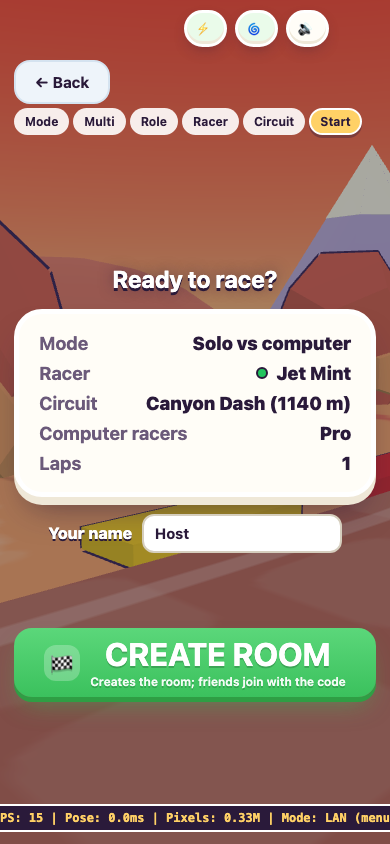 ← Back
Mode Multi Role Racer Circuit Start
Ready to race?
Mode Solo vs computer
Racer Jet Mint
Circuit Canyon Dash (1140 m)
Computer racers Pro
Laps 1
Your name Host
CREATE ROOM
Creates the room; friends join with the code
PS: 15 | Pose: 0.0ms | Pixels: 0.33M | Mode: LAN (menu